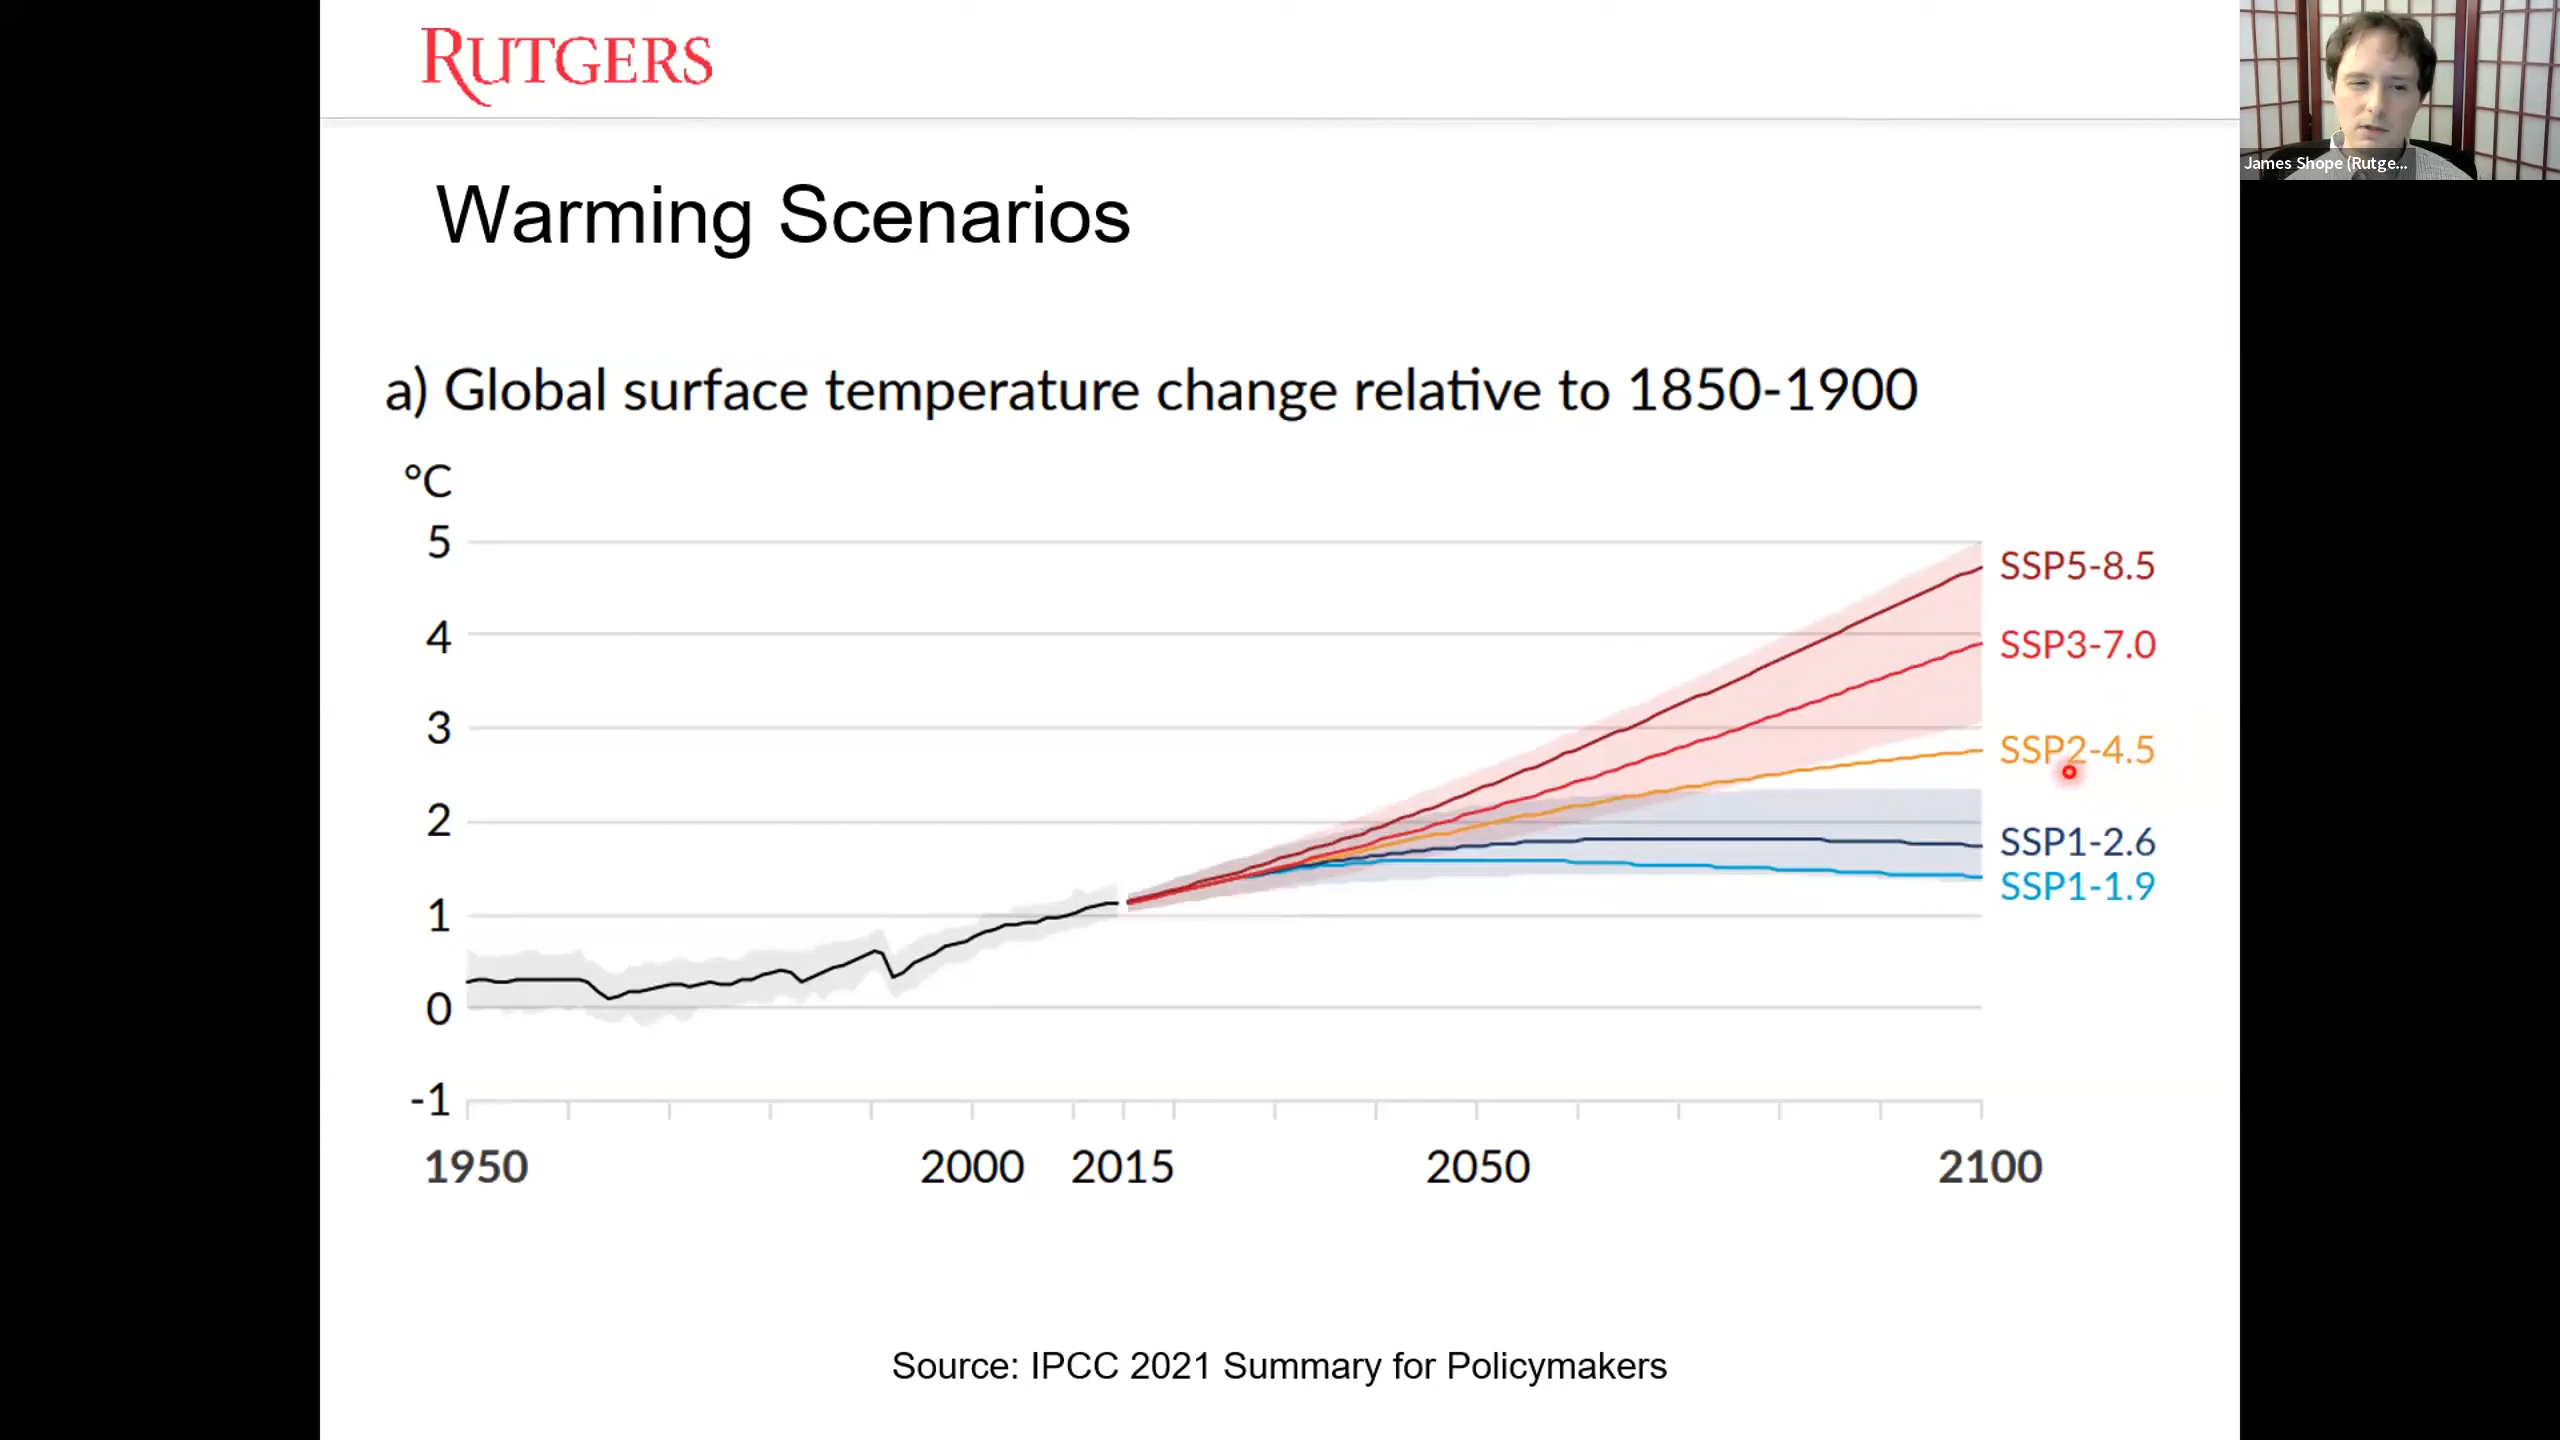 RUTGERS
James Shope (Rutge...
Warming Scenarios
a) Global surface temperature change relative to 1850-1900
°C
5
4
3
2
1
0
-1
SSP5-8.5
SSP3-7.0
SSP2-4.5
SSP1-2.6
SSP1-1.9
1950 2000 2015 2050 2100
Source: IPCC 2021 Summary for Policymakers